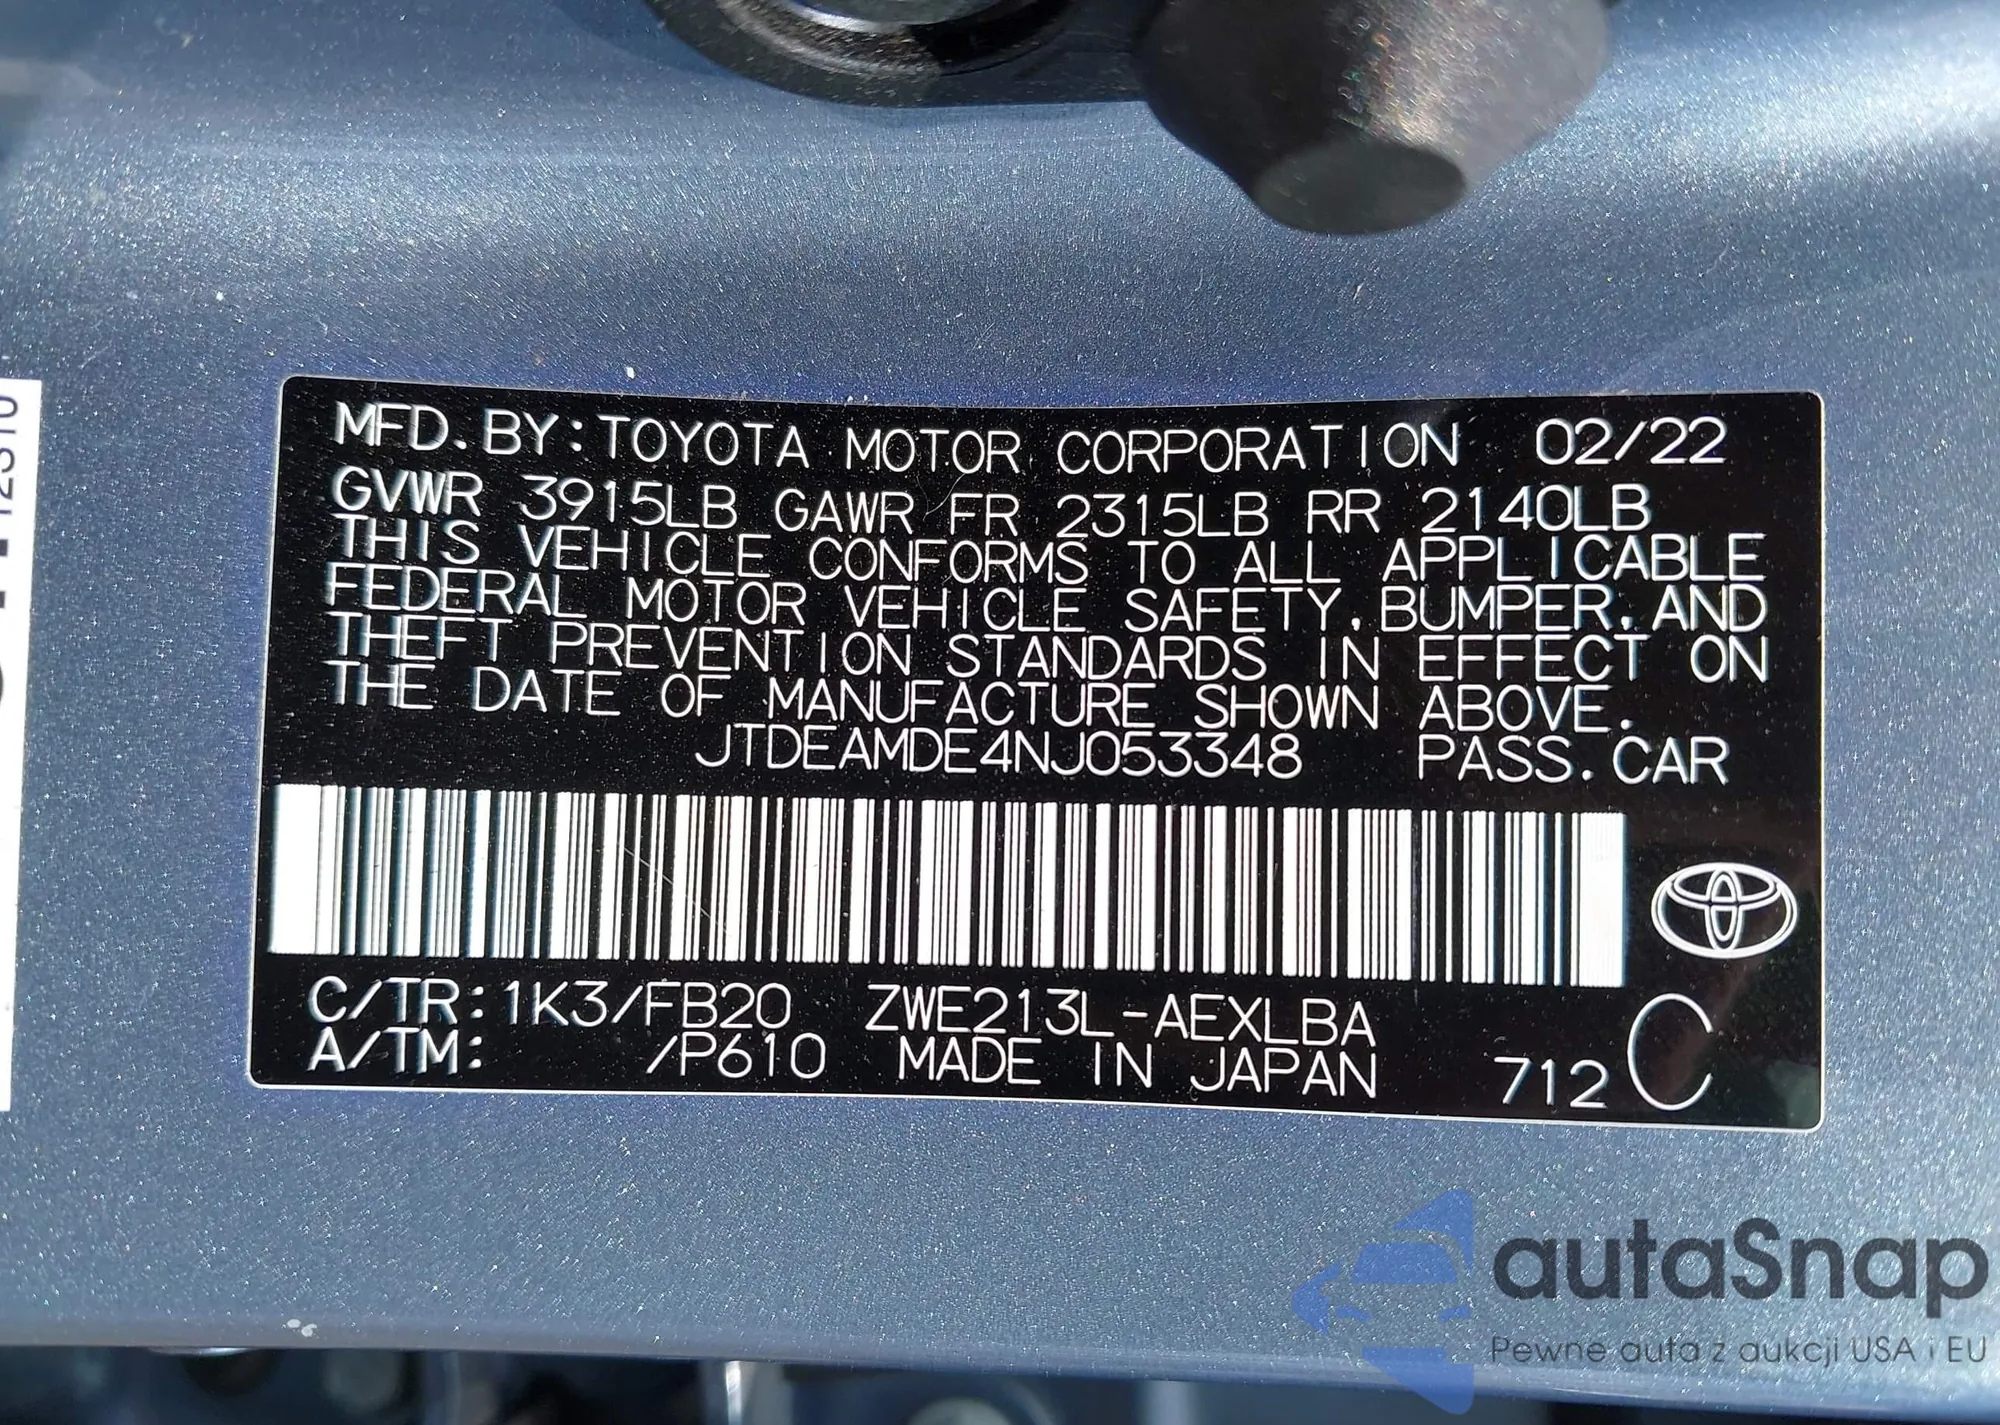 MFD. BY: TOYOTA MOTOR CORPORATION 02/22
GVWR 3915LB GAWR FR 2315LB RR 2140LB
THIS VEHICLE CONFORMS TO ALL APPLICABLE
FEDERAL MOTOR VEHICLE SAFETY, BUMPER, AND
THEFT PREVENTION STANDARDS IN EFFECT ON
THE DATE OF MANUFACTURE SHOWN ABOVE.
JTDEAMDE4NJ053348 PASS. CAR
C/TR: 1K3/FB20 ZWE213L-AEXLBA
A/TM: /P610 MADE IN JAPAN 712 C
autaSnap
Pewne auta z aukcji USA i EU